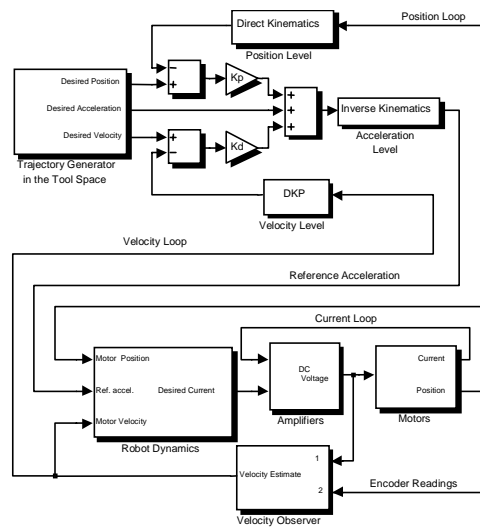 Direct Kinematics
Position Loop
Position Level
Desired Position
Kp
Desired Acceleration
Inverse Kinematics
Acceleration
Level
Desired Velocity
Kd
Trajectory Generator
in the Tool Space
DKP
Velocity Level
Velocity Loop
Reference Acceleration
Current Loop
Motor Position
Ref. accel.
Desired Current
Motor Velocity
Robot Dynamics
DC
Voltage
Amplifiers
Current
Position
Motors
Velocity Estimate
1
2
Velocity Observer
Encoder Readings